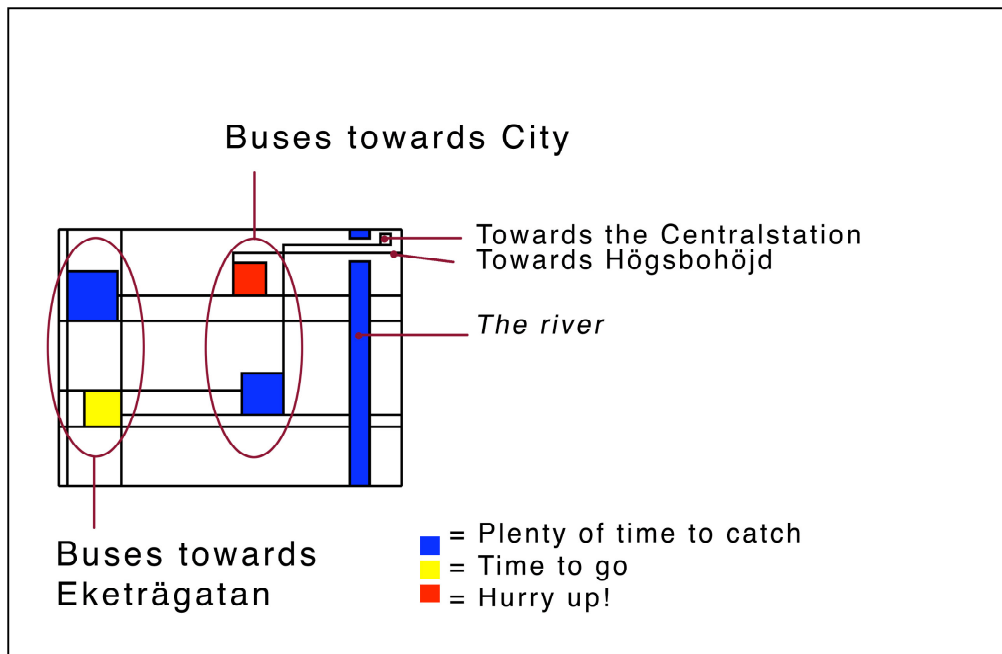 Buses towards City
Towards the Centralstation
Towards Högsbohöjd
The river
Buses towards
Eketrägatan
= Plenty of time to catch
= Time to go
= Hurry up!